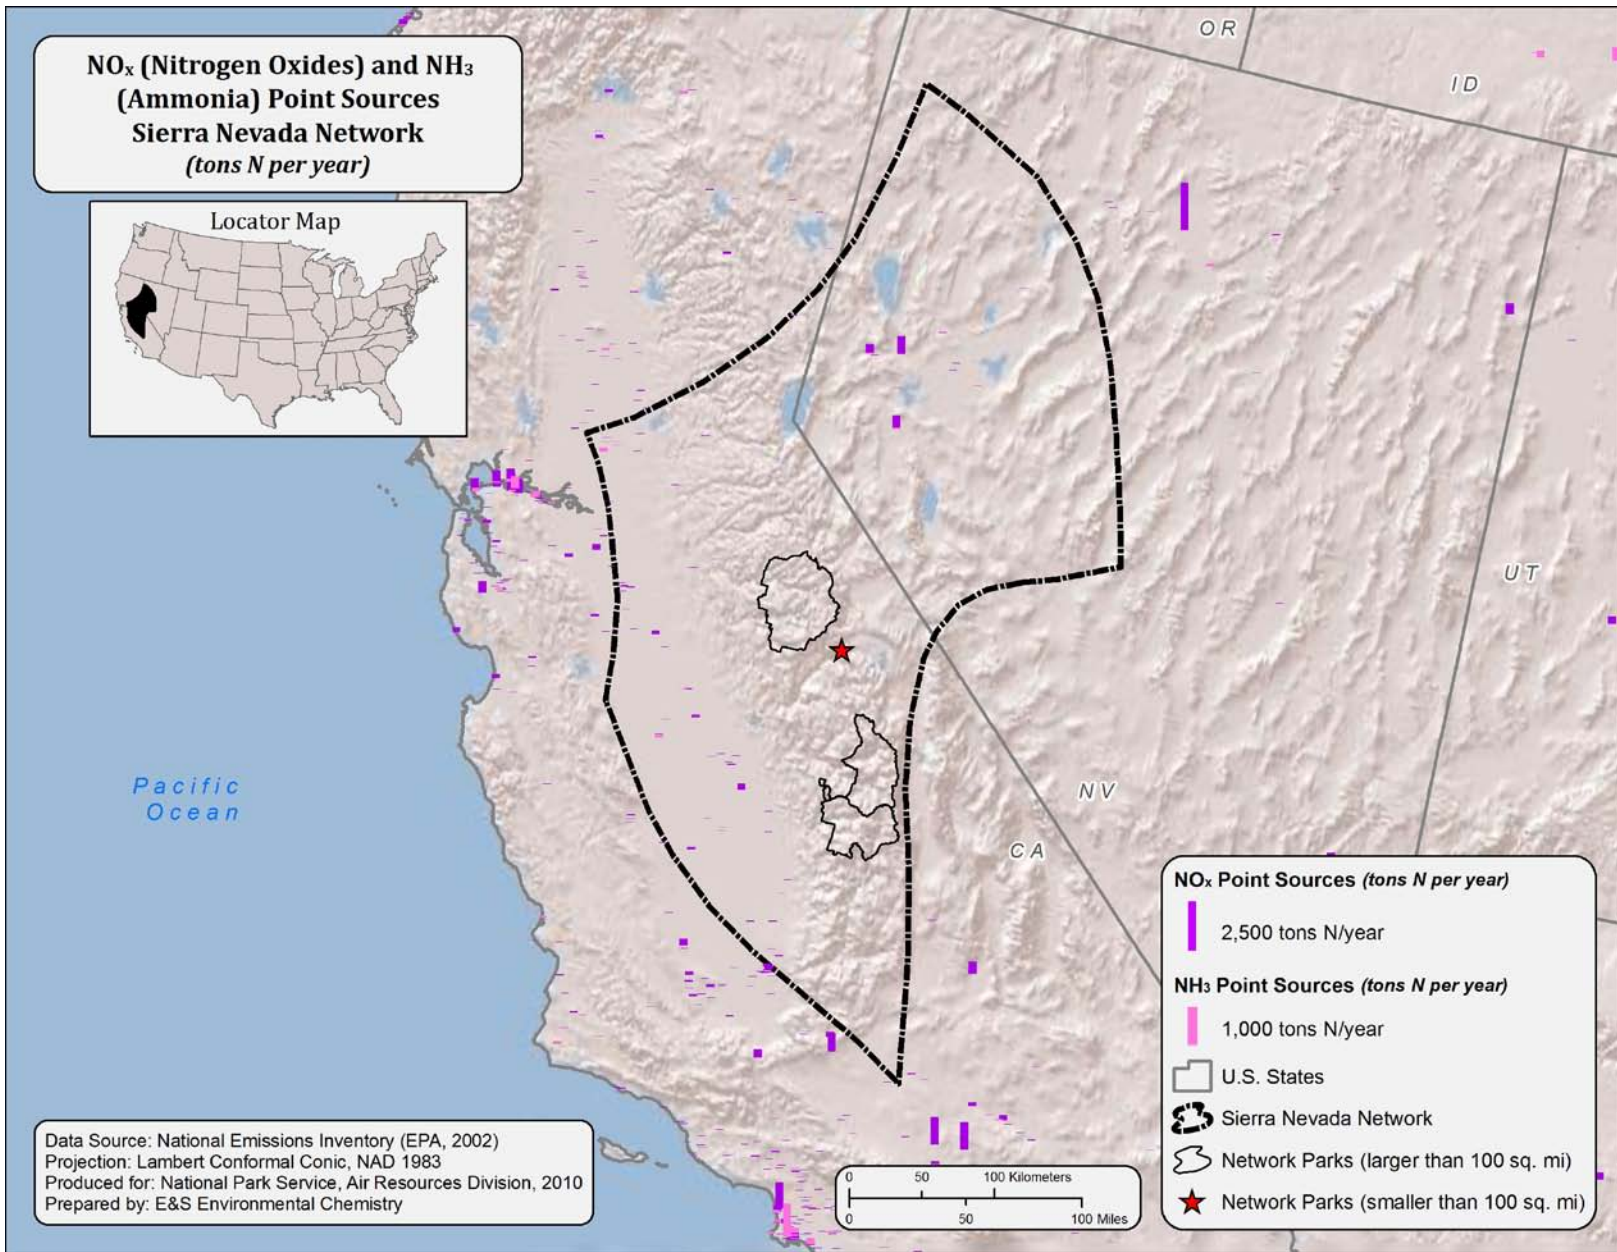 NOₓ (Nitrogen Oxides) and NH₃
(Ammonia) Point Sources
Sierra Nevada Network
(tons N per year)
Locator Map
OR
ID
UT
NV
CA
Pacific
Ocean
NOₓ Point Sources (tons N per year)
2,500 tons N/year
NH₃ Point Sources (tons N per year)
1,000 tons N/year
U.S. States
Sierra Nevada Network
Network Parks (larger than 100 sq. mi)
Network Parks (smaller than 100 sq. mi)
Data Source: National Emissions Inventory (EPA, 2002)
Projection: Lambert Conformal Conic, NAD 1983
Produced for: National Park Service, Air Resources Division, 2010
Prepared by: E&S Environmental Chemistry
0 50 100 Kilometers
0 50 100 Miles